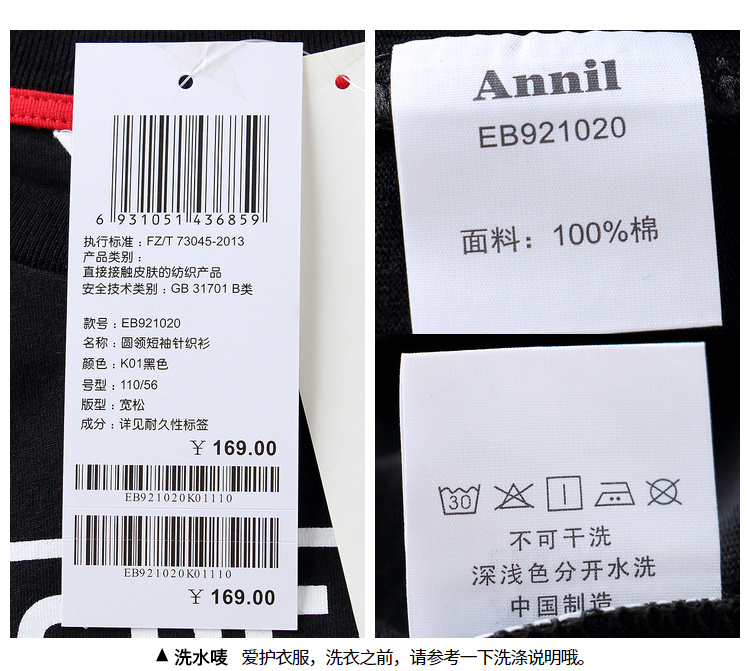 6 931051 436859
执行标准：FZ/T 73045-2013
产品类别：
直接接触皮肤的纺织产品
安全技术类别：GB 31701 B类
款号：EB921020
名称：圆领短袖针织衫
颜色：K01黑色
号型：110/56
版型：宽松
成分：详见耐久性标签
￥ 169.00
EB921020K01110
EB921020K01110
￥ 169.00
Annil
EB921020
面料：100%棉
30
不可干洗
深浅色分开水洗
中国制造
▲ 洗水唛 爱护衣服，洗衣之前，请参考一下洗涤说明哦。